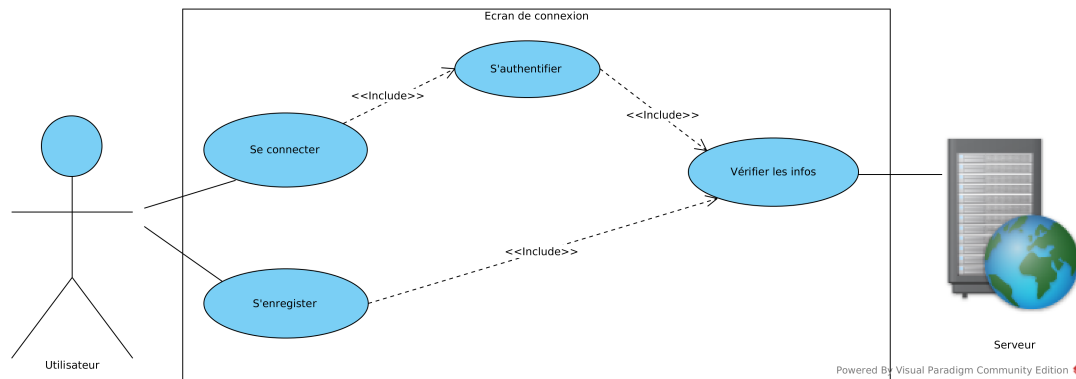 Ecran de connexion
S'authentifier
<<Include>>
<<Include>>
Se connecter
Vérifier les infos
<<Include>>
S'enregister
Utilisateur
Serveur
Powered By Visual Paradigm Community Edition